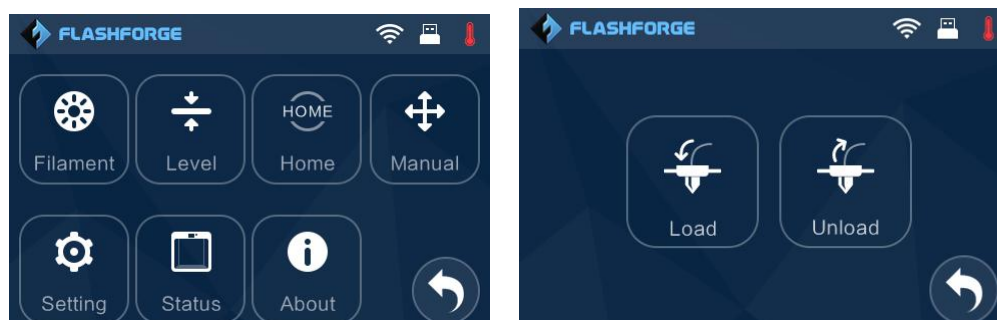 FLASHFORGE
Filament Level HOME Home Manual
Setting Status About
FLASHFORGE
Load Unload